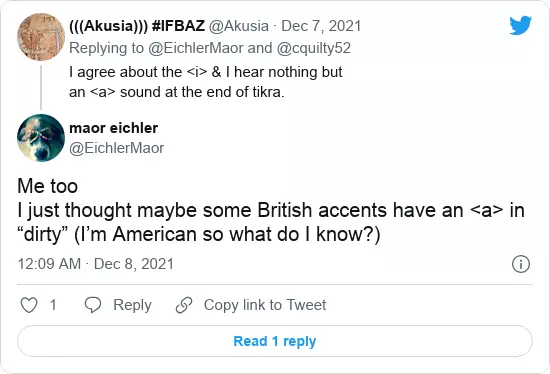 (((Akusia))) #IFBAZ @Akusia · Dec 7, 2021
Replying to @EichlerMaor and @cquilty52
I agree about the <i> & I hear nothing but
an <a> sound at the end of tikra.
maor eichler
@EichlerMaor
Me too
I just thought maybe some British accents have an <a> in
“dirty” (I’m American so what do I know?)
12:09 AM · Dec 8, 2021
1 Reply Copy link to Tweet
Read 1 reply